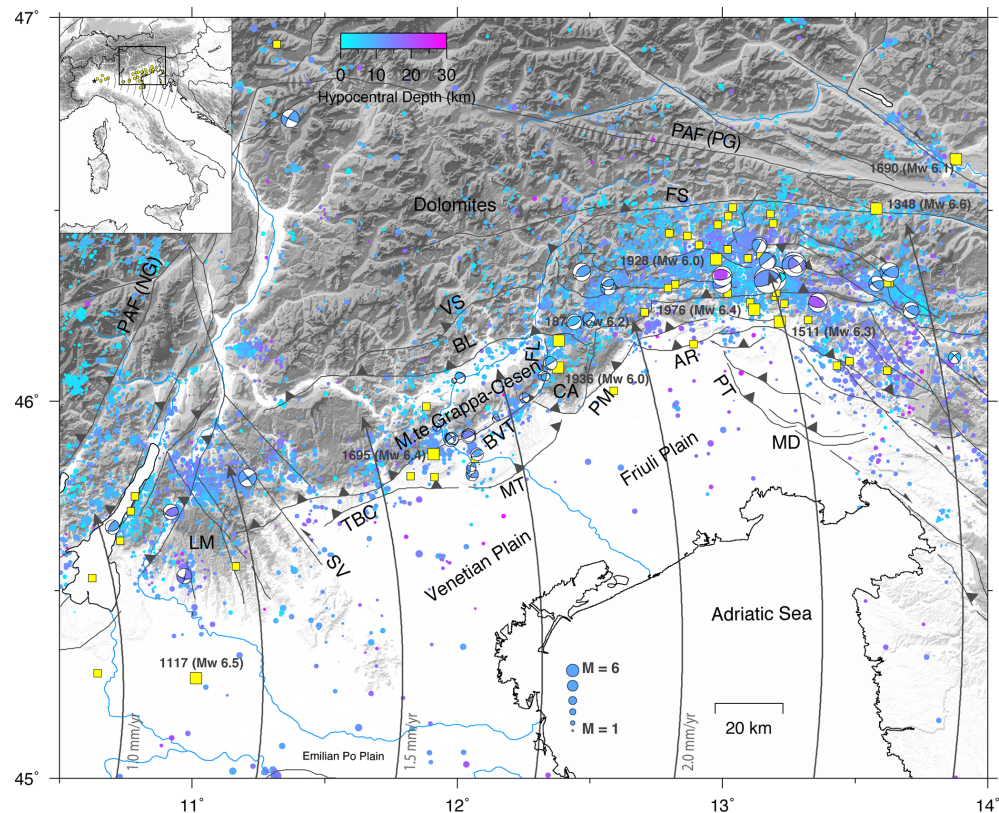 47°
0 10 20 30
Hypocentral Depth (km)
PAF (PG)
1690 (Mw 6.1)
FS
1348 (Mw 6.6)
Dolomites
PAF (NG)
1928 (Mw 6.0)
VS
1976 (Mw 6.4)
1511 (Mw 6.3)
BL
FL
AR
1936 (Mw 6.0)
46°
CA
PM
PT
M.te Grappa-Cesen
BVT
MD
1695 (Mw 6.4)
Friuli Plain
MT
TBC
LM
SV
Venetian Plain
Adriatic Sea
1117 (Mw 6.5)
M = 6
M = 1
20 km
1.0 mm/yr
1.5 mm/yr
2.0 mm/yr
Emilian Po Plain
45°
11° 12° 13° 14°